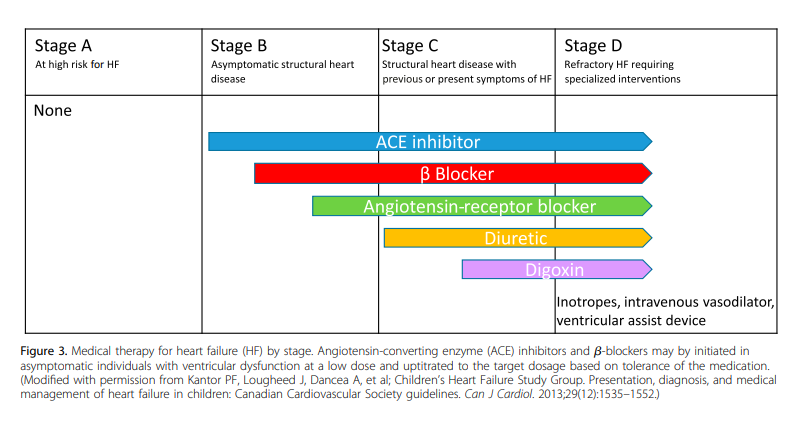 Stage A
At high risk for HF
Stage B
Asymptomatic structural heart
disease
Stage C
Structural heart disease with
previous or present symptoms of HF
Stage D
Refractory HF requiring
specialized interventions
None
ACE inhibitor
β Blocker
Angiotensin-receptor blocker
Diuretic
Digoxin
Inotropes, intravenous vasodilator,
ventricular assist device
Figure 3. Medical therapy for heart failure (HF) by stage. Angiotensin-converting enzyme (ACE) inhibitors and β-blockers may by initiated in
asymptomatic individuals with ventricular dysfunction at a low dose and uptitrated to the target dosage based on tolerance of the medication.
(Modified with permission from Kantor PF, Lougheed J, Dancea A, et al; Children's Heart Failure Study Group. Presentation, diagnosis, and medical
management of heart failure in children: Canadian Cardiovascular Society guidelines. Can J Cardiol. 2013;29(12):1535–1552.)